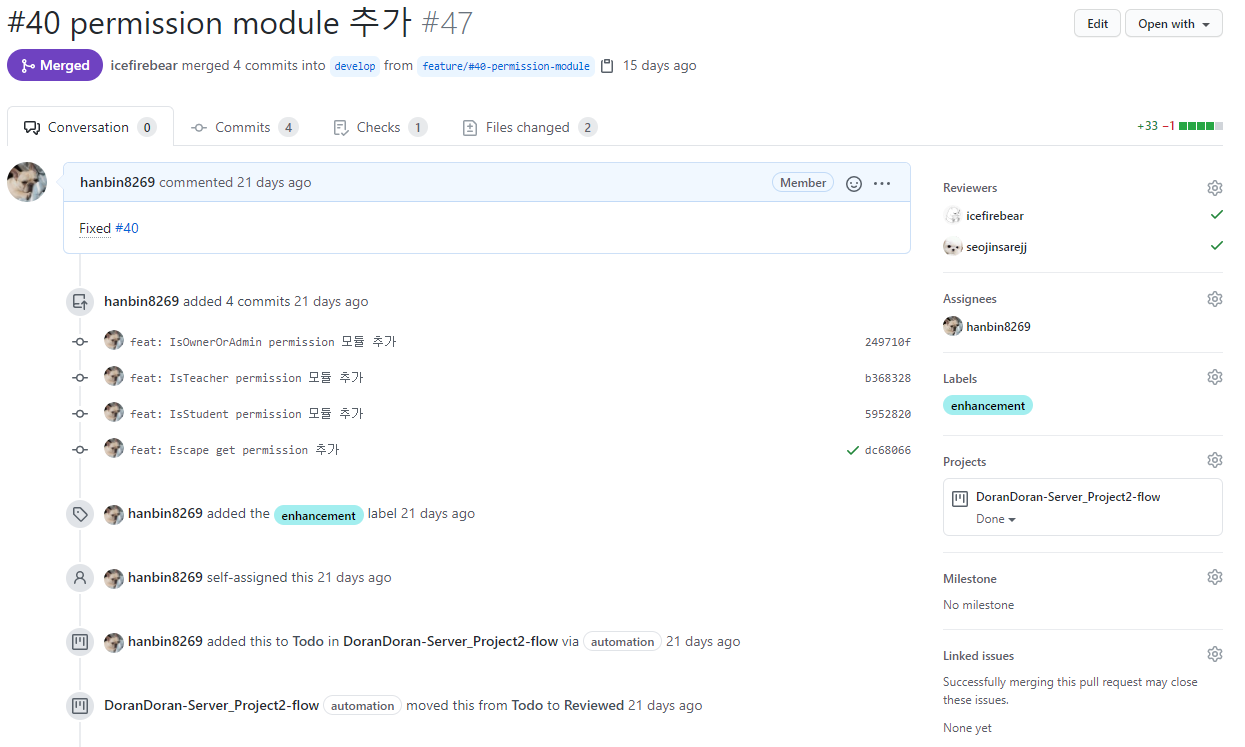 #40 permission module 추가 #47
Edit
Open with
Merged
icefirebear merged 4 commits into develop from feature/#40-permission-module 15 days ago
Conversation 0
Commits 4
Checks 1
Files changed 2
+33 −1
hanbin8269 commented 21 days ago
Member
Fixed #40
hanbin8269 added 4 commits 21 days ago
feat: IsOwnerOrAdmin permission 모듈 추가 249710f
feat: IsTeacher permission 모듈 추가 b368328
feat: IsStudent permission 모듈 추가 5952820
feat: Escape get permission 추가 dc68066
hanbin8269 added the enhancement label 21 days ago
hanbin8269 self-assigned this 21 days ago
hanbin8269 added this to Todo in DoranDoran-Server_Project2-flow via automation 21 days ago
DoranDoran-Server_Project2-flow automation moved this from Todo to Reviewed 21 days ago
Reviewers
icefirebear
seojinsarejj
Assignees
hanbin8269
Labels
enhancement
Projects
DoranDoran-Server_Project2-flow
Done
Milestone
No milestone
Linked issues
Successfully merging this pull request may close
these issues.
None yet